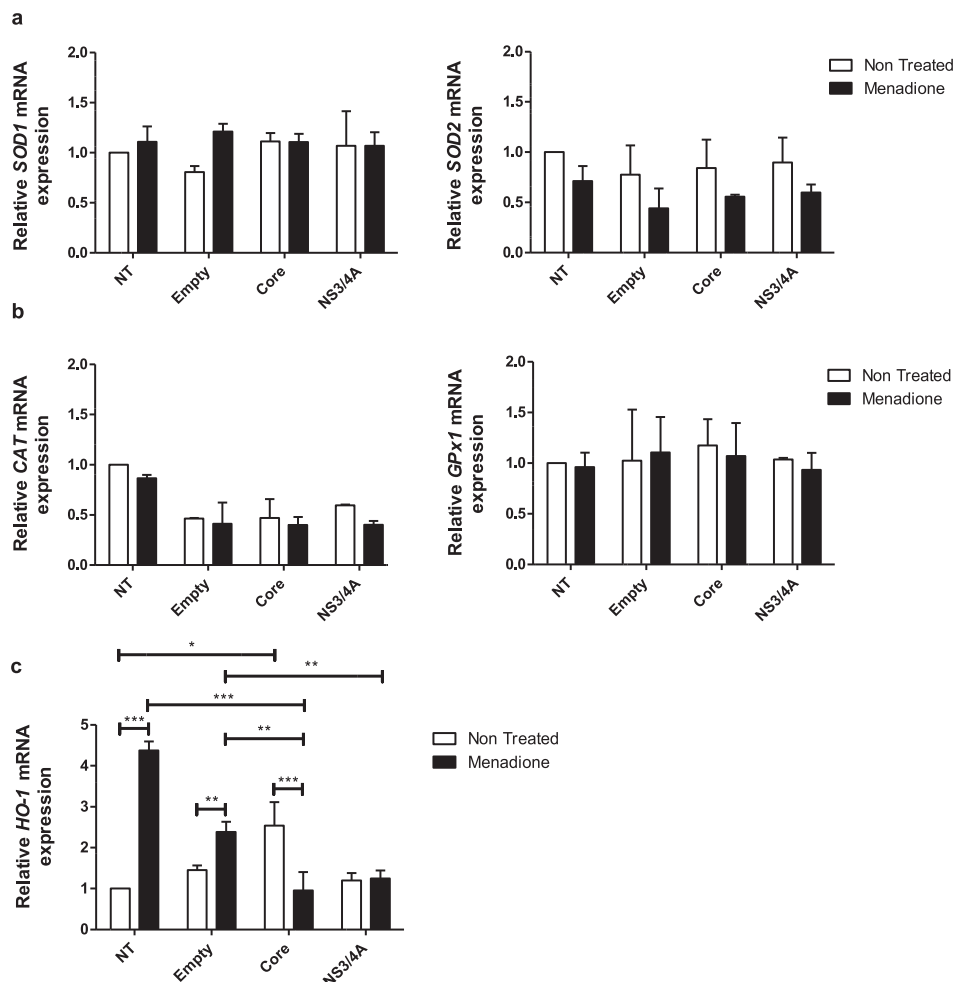 a
Relative SOD1 mRNA
expression
2.0
1.5
1.0
0.5
0.0
NT
Empty
Core
NS3/4A
Relative SOD2 mRNA
expression
2.0
1.5
1.0
0.5
0.0
NT
Empty
Core
NS3/4A
Non Treated
Menadione
b
Relative CAT mRNA
expression
2.0
1.5
1.0
0.5
0.0
NT
Empty
Core
NS3/4A
Relative GPx1 mRNA
expression
2.0
1.5
1.0
0.5
0.0
NT
Empty
Core
NS3/4A
Non Treated
Menadione
c
Relative HO-1 mRNA
expression
5
4
3
2
1
0
*
**
***
***
**
**
***
NT
Empty
Core
NS3/4A
Non Treated
Menadione